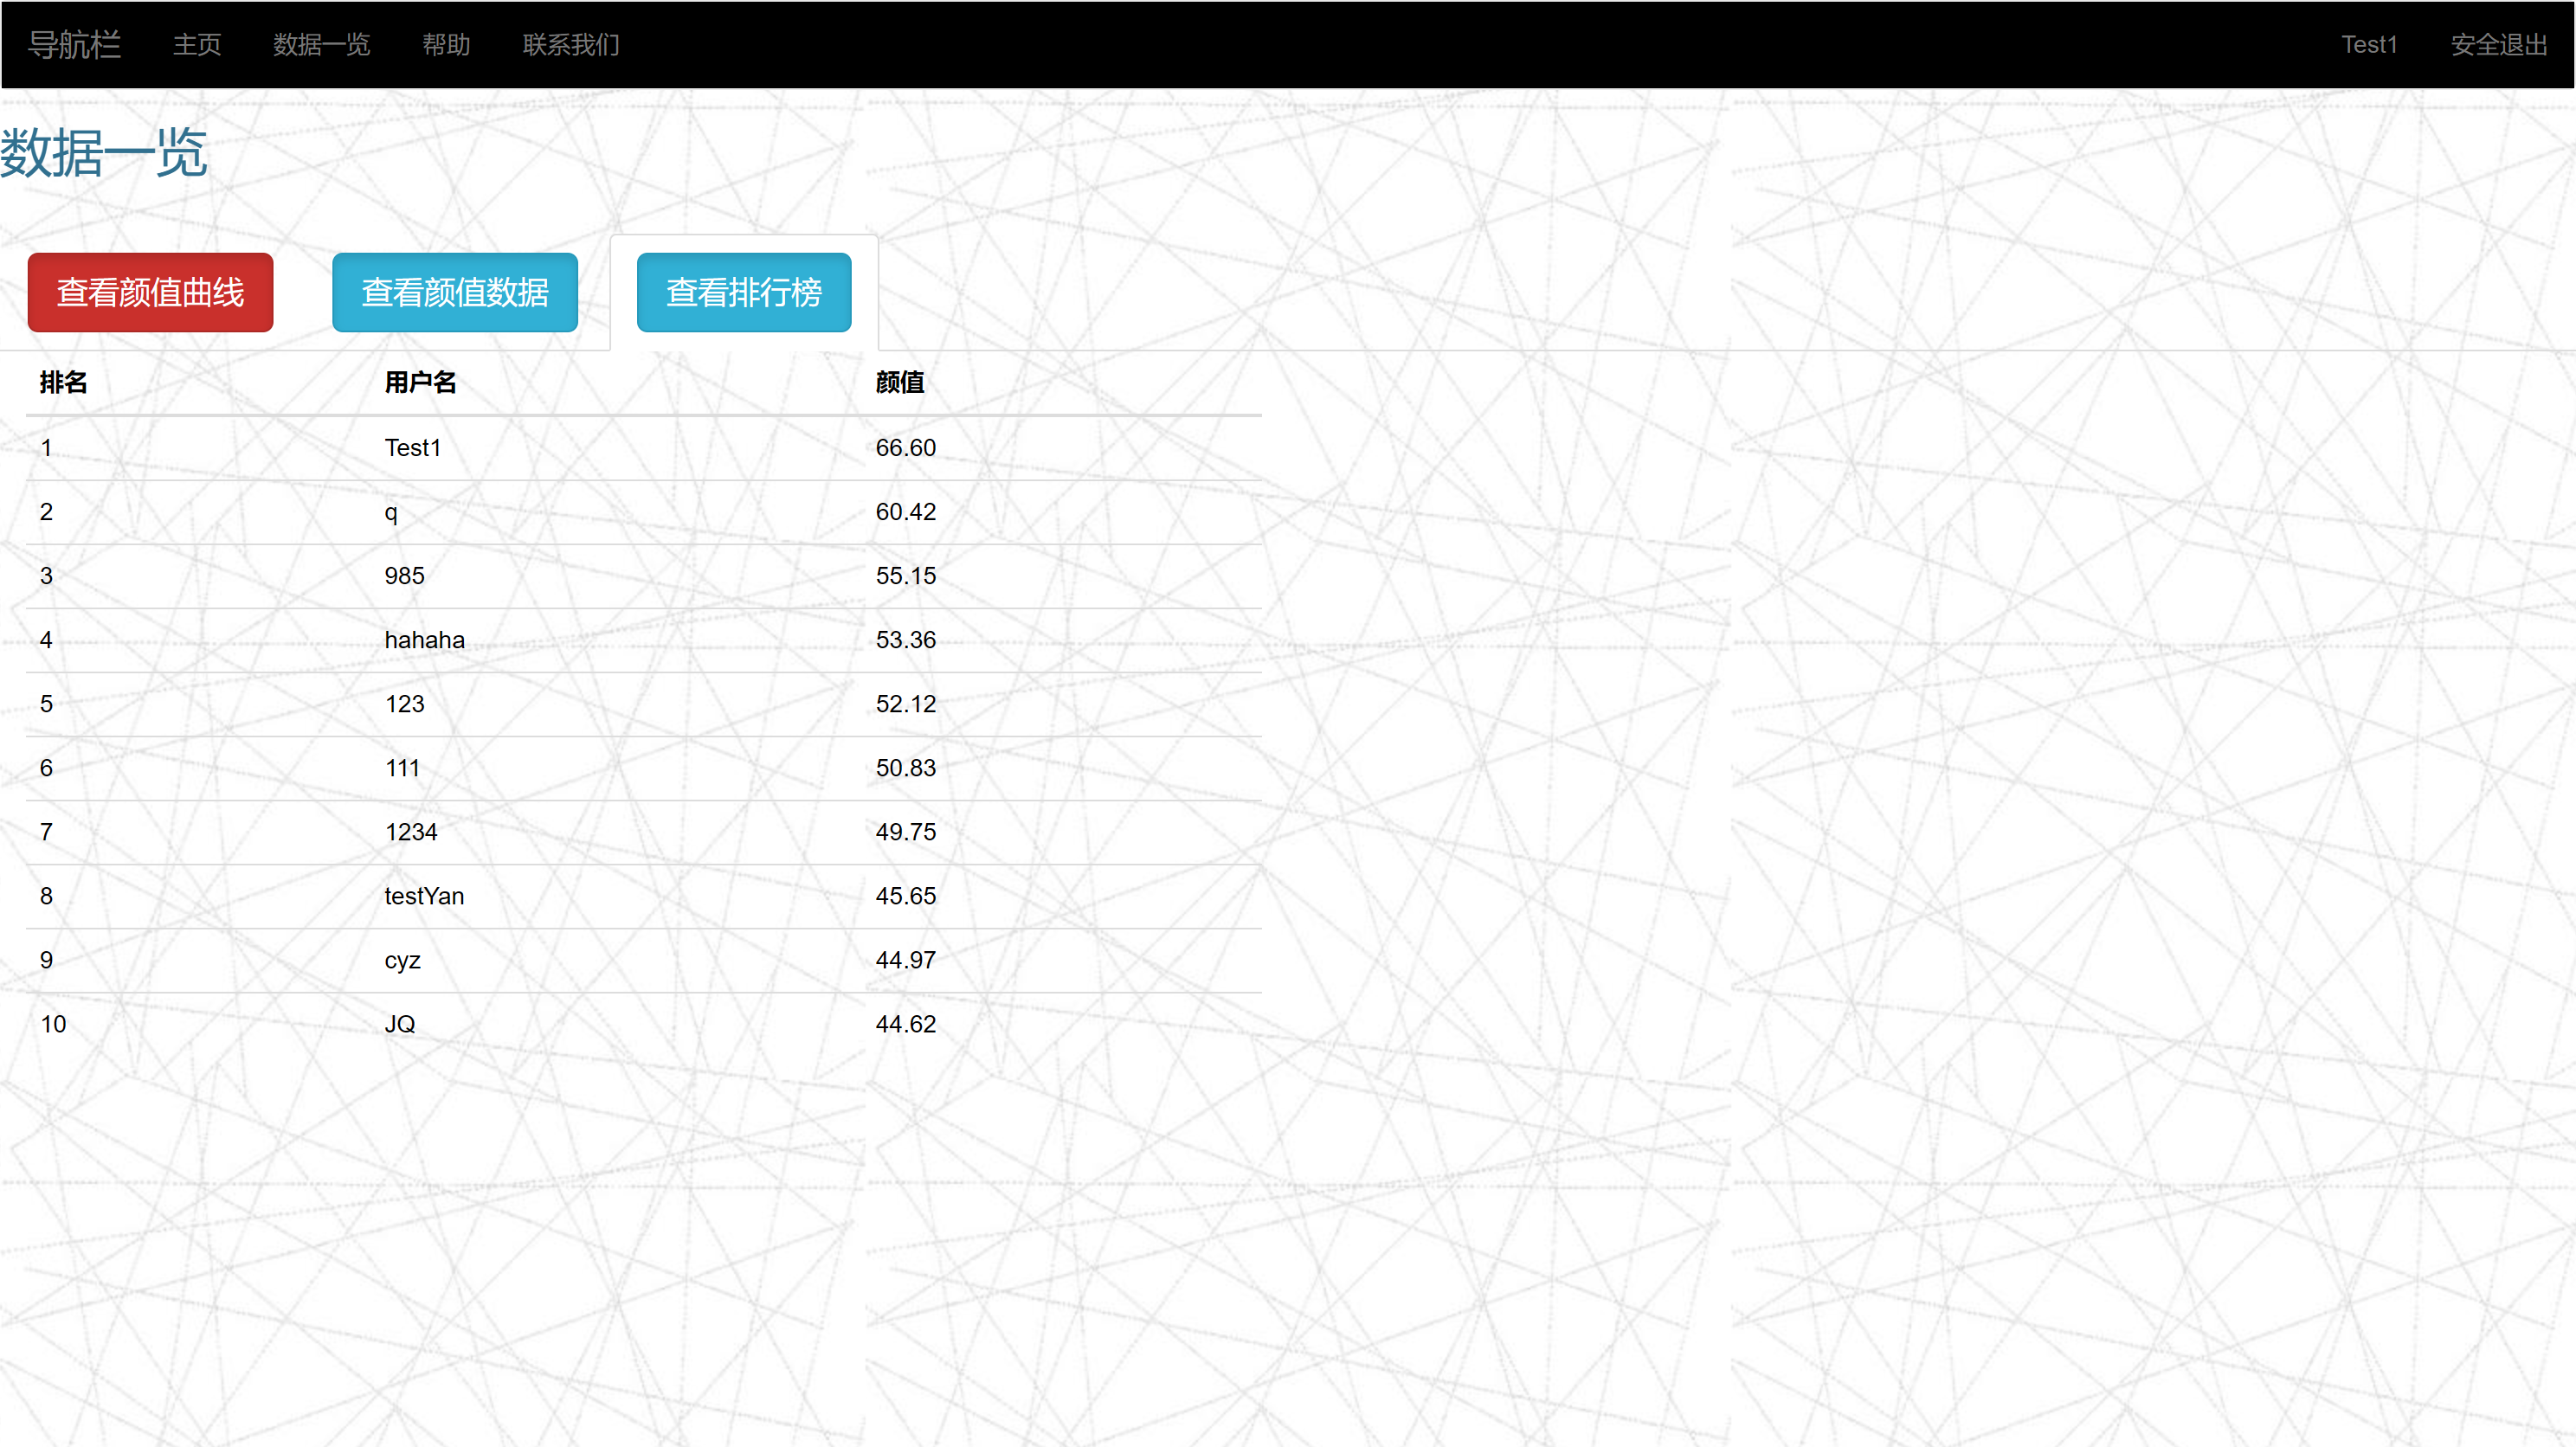 导航栏 主页 数据一览 帮助 联系我们 Test1 安全退出
数据一览
查看颜值曲线 查看颜值数据 查看排行榜
排名 用户名 颜值
1 Test1 66.60
2 q 60.42
3 985 55.15
4 hahaha 53.36
5 123 52.12
6 111 50.83
7 1234 49.75
8 testYan 45.65
9 cyz 44.97
10 JQ 44.62